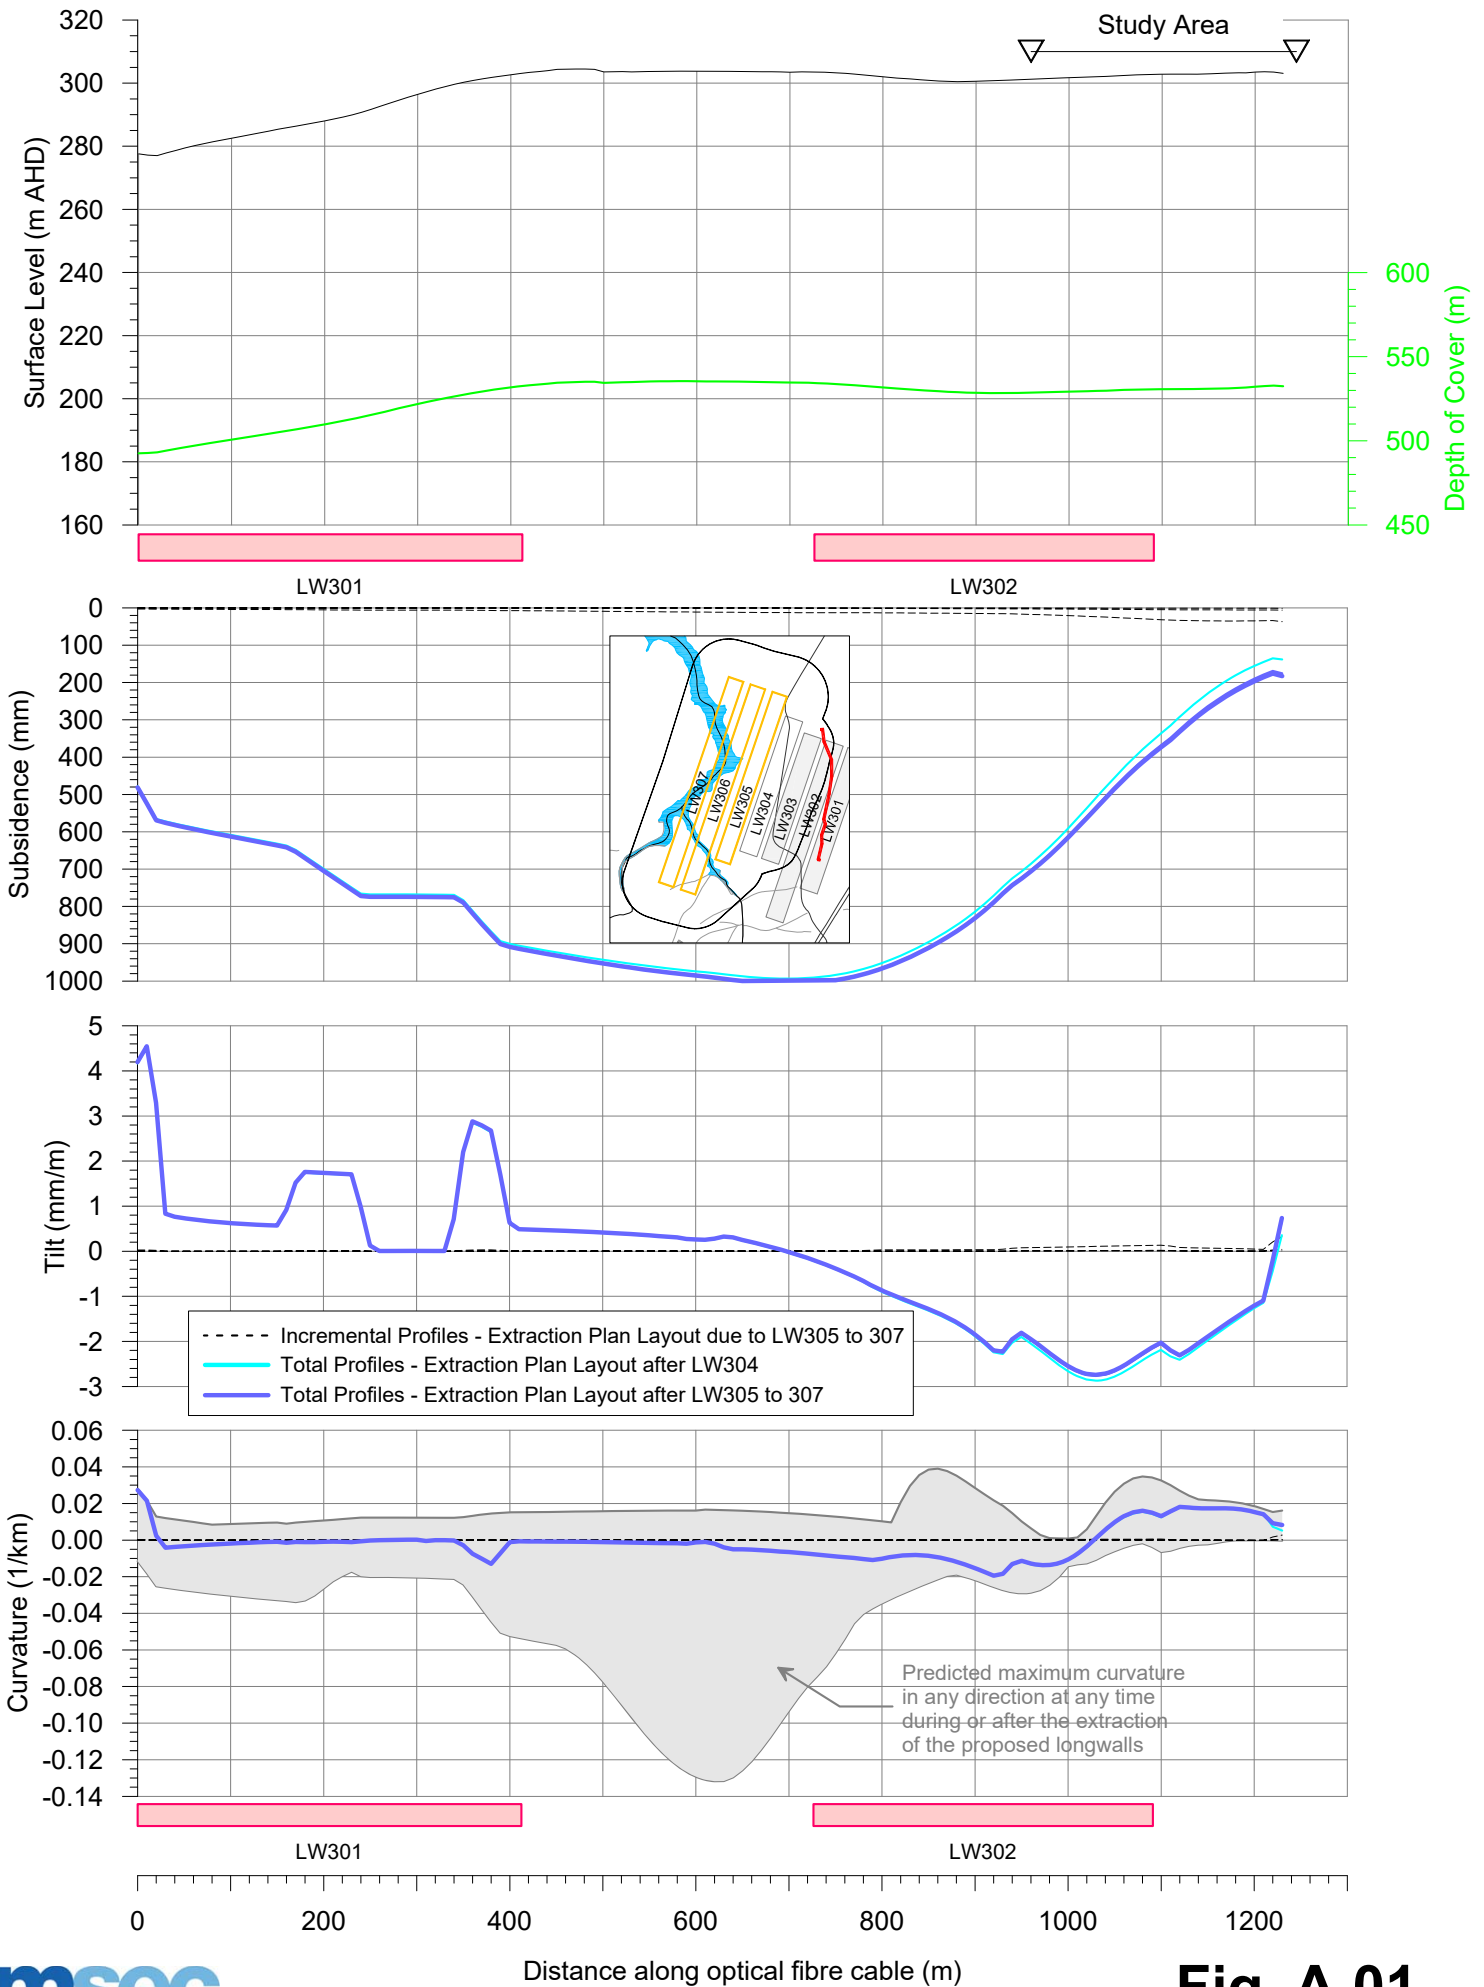 Study Area
320
300
280
260
240
220
200
180
160
Surface Level (m AHD)
600
550
500
450
Depth of Cover (m)
LW301
LW302
0
100
200
300
400
500
600
700
800
900
1000
Subsidence (mm)
LW307
LW306
LW305
LW304
LW303
LW302
LW301
5
4
3
2
1
0
-1
-2
-3
Tilt (mm/m)
Incremental Profiles - Extraction Plan Layout due to LW305 to 307
Total Profiles - Extraction Plan Layout after LW304
Total Profiles - Extraction Plan Layout after LW305 to 307
0.06
0.04
0.02
0.00
-0.02
-0.04
-0.06
-0.08
-0.10
-0.12
-0.14
Curvature (1/km)
Predicted maximum curvature
in any direction at any time
during or after the extraction
of the proposed longwalls
LW301
LW302
0 200 400 600 800 1000 1200
Distance along optical fibre cable (m)
msec
Fig. A.01